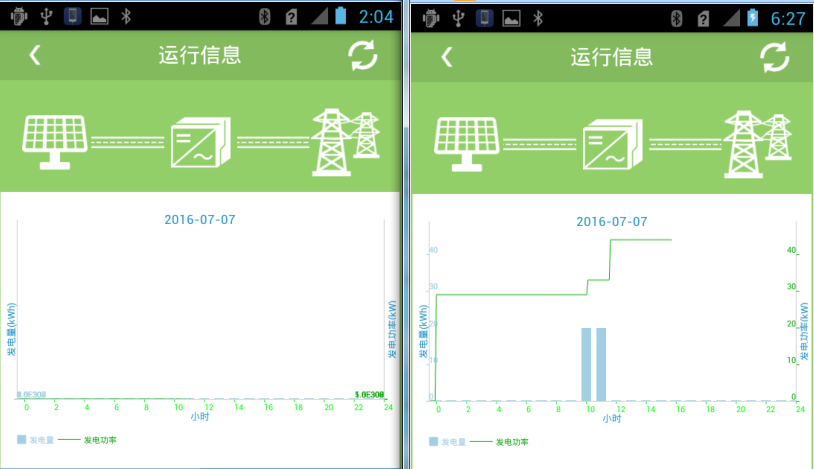 2:04
运行信息
2016-07-07
发电量(kWh)
发电功率(kW)
0 2 4 6 8 10 12 14 16 18 20 22 24
小时
发电量 发电功率
6:27
运行信息
2016-07-07
40 40
30 30
20 20
10 10
0 0
发电量(kWh)
发电功率(kW)
0 2 4 6 8 10 12 14 16 18 20 22 24
小时
发电量 发电功率